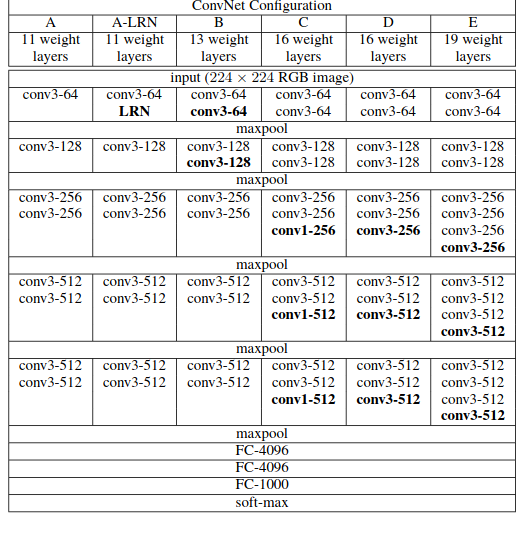 ConvNet Configuration
A A-LRN B C D E
11 weight 11 weight 13 weight 16 weight 16 weight 19 weight
layers layers layers layers layers layers
input (224 × 224 RGB image)
conv3-64 conv3-64 conv3-64 conv3-64 conv3-64 conv3-64
LRN conv3-64 conv3-64 conv3-64 conv3-64
maxpool
conv3-128 conv3-128 conv3-128 conv3-128 conv3-128 conv3-128
conv3-128 conv3-128 conv3-128 conv3-128
maxpool
conv3-256 conv3-256 conv3-256 conv3-256 conv3-256 conv3-256
conv3-256 conv3-256 conv3-256 conv3-256 conv3-256 conv3-256
conv1-256 conv3-256 conv3-256
conv3-256
maxpool
conv3-512 conv3-512 conv3-512 conv3-512 conv3-512 conv3-512
conv3-512 conv3-512 conv3-512 conv3-512 conv3-512 conv3-512
conv1-512 conv3-512 conv3-512
conv3-512
maxpool
conv3-512 conv3-512 conv3-512 conv3-512 conv3-512 conv3-512
conv3-512 conv3-512 conv3-512 conv3-512 conv3-512 conv3-512
conv1-512 conv3-512 conv3-512
conv3-512
maxpool
FC-4096
FC-4096
FC-1000
soft-max